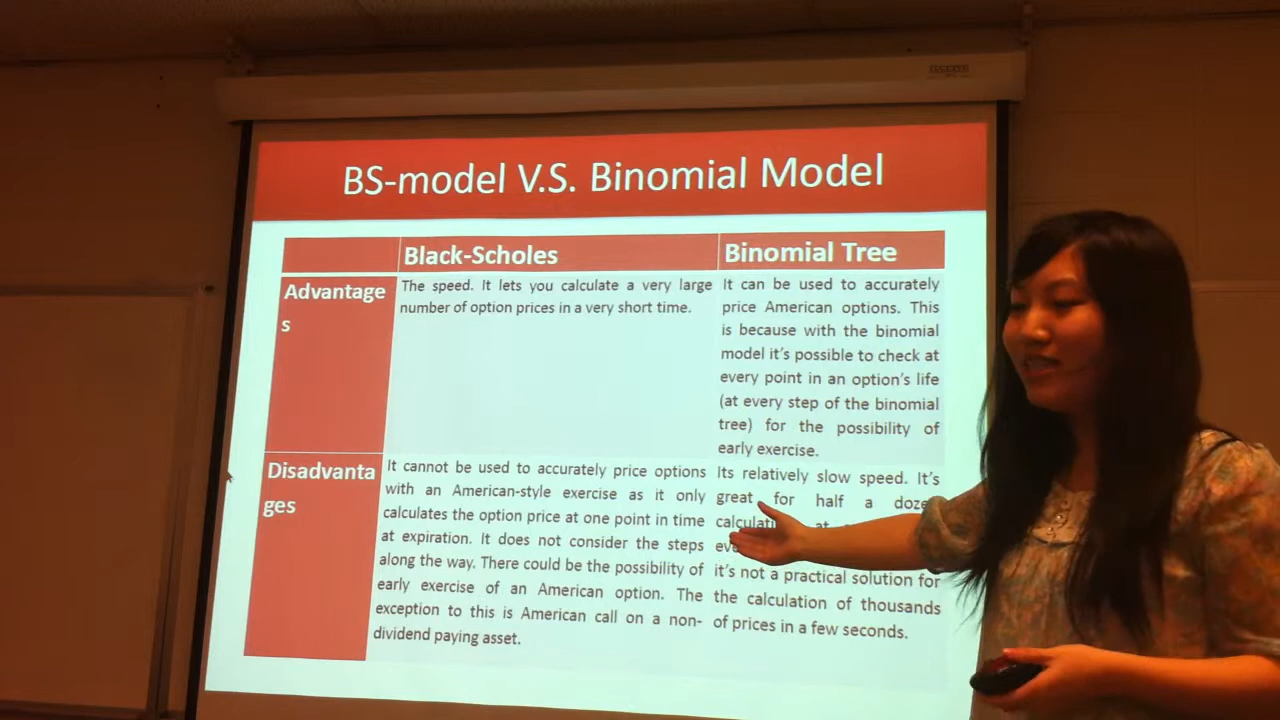 BS-model V.S. Binomial Model
Black-Scholes
Binomial Tree
Advantage
s
The speed. It lets you calculate a very large
number of option prices in a very short time.
It can be used to accurately
price American options. This
is because with the binomial
model it's possible to check at
every point in an option's life
(at every step of the binomial
tree) for the possibility of
early exercise.
Disadvanta
ges
It cannot be used to accurately price options
with an American-style exercise as it only
calculates the option price at one point in time
at expiration. It does not consider the steps
along the way. There could be the possibility of
early exercise of an American option. The
exception to this is American call on a non-
dividend paying asset.
Its relatively slow speed. It's
great for half a
at
it's not a practical solution for
the calculation of thousands
of prices in a few seconds.